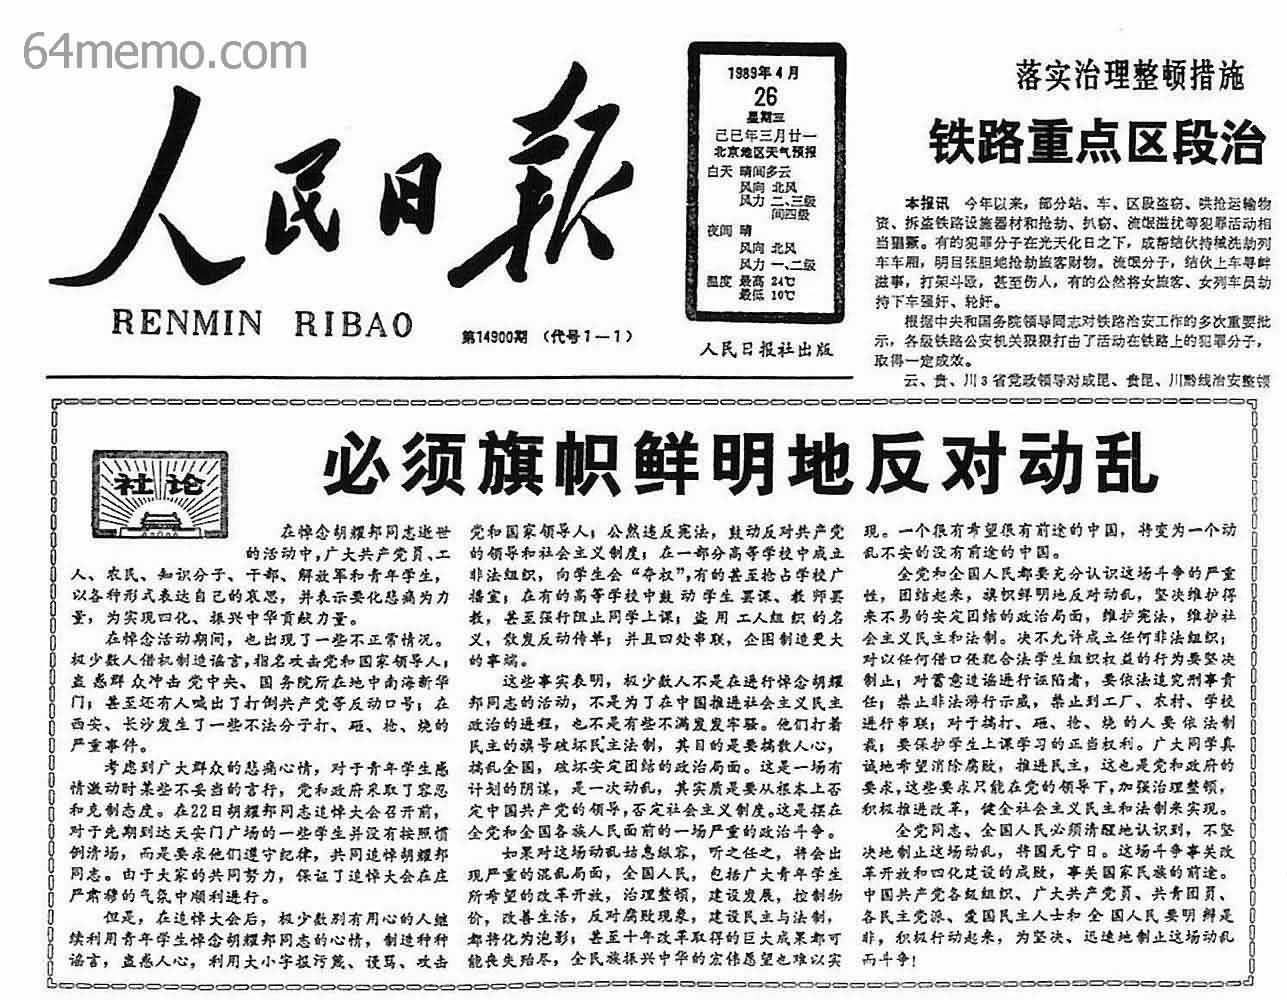 64memo.com
人民日报
RENMIN RIBAO
第14900期 （代号1—1）
1989年4月
26
星期三
己巳年三月廿一
北京地区天气预报
白天 晴间多云
风向 北风
风力 二、三级
间四级
夜间 晴
风向 北风
风力 一、二级
温度 最高 24℃
最低 10℃
人民日报社出版
落实治理整顿措施
铁路重点区段治
本报讯 今年以来，部分站、车、区段盗窃、哄抢运输物
资、拆盗铁路设施器材和抢劫、扒窃、流氓滋扰等犯罪活动相
当猖獗。有的犯罪分子在光天化日之下，成帮结伙持械洗劫列
车车厢，明目张胆地抢劫旅客财物。流氓分子，结伙上车寻衅
滋事，打架斗殴，甚至伤人，有的公然将女旅客、女列车员劫
持下车强奸、轮奸。
根据中央和国务院领导同志对铁路治安工作的多次重要批
示，各级铁路公安机关狠狠打击了活动在铁路上的犯罪分子，
取得一定成效。
云、贵、川3省党政领导对成昆、贵昆、川黔线治安整顿
社论
必须旗帜鲜明地反对动乱
在悼念胡耀邦同志逝世
的活动中，广大共产党员、工
人、农民、知识分子、干部、解放军和青年学生，
以各种形式表达自己的哀思，并表示要化悲痛为力
量，为实现四化、振兴中华贡献力量。
在悼念活动期间，也出现了一些不正常情况。
极少数人借机制造谣言，指名攻击党和国家领导人；
蛊惑群众冲击党中央、国务院所在地中南海新华
门；甚至还有人喊出了打倒共产党等反动口号；在
西安、长沙发生了一些不法分子打、砸、抢、烧的
严重事件。
考虑到广大群众的悲痛心情，对于青年学生感
情激动时某些不妥当的言行，党和政府采取了容忍
和克制态度。在22日胡耀邦同志追悼大会召开前，
对于先期到达天安门广场的一些学生并没有按照惯
例清场，而是要求他们遵守纪律，共同追悼胡耀邦
同志。由于大家的共同努力，保证了追悼大会在庄
严肃穆的气氛中顺利进行。
但是，在追悼大会后，极少数别有用心的人继
续利用青年学生悼念胡耀邦同志的心情，制造种种
谣言，蛊惑人心，利用大小字报污蔑、谩骂、攻击
党和国家领导人；公然违反宪法，鼓动反对共产党
的领导和社会主义制度；在一部分高等学校中成立
非法组织，向学生会“夺权”，有的甚至抢占学校广
播室；在有的高等学校中鼓动学生罢课、教师罢
教，甚至强行阻止同学上课；盗用工人组织的名
义，散发反动传单；并且四处串联，企图制造更大
的事端。
这些事实表明，极少数人不是在进行悼念胡耀
邦同志的活动，不是为了在中国推进社会主义民主
政治的进程，也不是有些不满发发牢骚。他们打着
民主的旗号破坏民主法制，其目的是要搞散人心，
搞乱全国，破坏安定团结的政治局面。这是一场有
计划的阴谋，是一次动乱，其实质是要从根本上否
定中国共产党的领导，否定社会主义制度。这是摆在
全党和全国各族人民面前的一场严重的政治斗争。
如果对这场动乱姑息纵容，听之任之，将会出
现严重的混乱局面，全国人民，包括广大青年学生
所希望的改革开放，治理整顿，建设发展，控制物
价，改善生活，反对腐败现象，建设民主与法制，
都将化为泡影；甚至十年改革取得的巨大成果都可
能丧失殆尽，全民族振兴中华的宏伟愿望也难以实
现。一个很有希望很有前途的中国，将变为一个动
乱不安的没有前途的中国。
全党和全国人民都要充分认识这场斗争的严重
性，团结起来，旗帜鲜明地反对动乱，坚决维护得
来不易的安定团结的政治局面，维护宪法，维护社
会主义民主和法制。决不允许成立任何非法组织；
对以任何借口侵犯合法学生组织权益的行为要坚决
制止；对蓄意造谣进行诬陷者，要依法追究刑事责
任；禁止非法游行示威，禁止到工厂、农村、学校
进行串联；对于搞打、砸、抢、烧的人要依法制
裁；要保护学生上课学习的正当权利。广大同学真
诚地希望消除腐败，推进民主，这也是党和政府的
要求，这些要求只能在党的领导下，加强治理整顿，
积极推进改革，健全社会主义民主和法制来实现。
全党同志、全国人民必须清醒地认识到，不坚
决地制止这场动乱，将国无宁日。这场斗争事关改
革开放和四化建设的成败，事关国家民族的前途。
中国共产党各级组织、广大共产党员、共青团员、
各民主党派、爱国民主人士和全国人民要明辨是
非，积极行动起来，为坚决、迅速地制止这场动乱
而斗争！